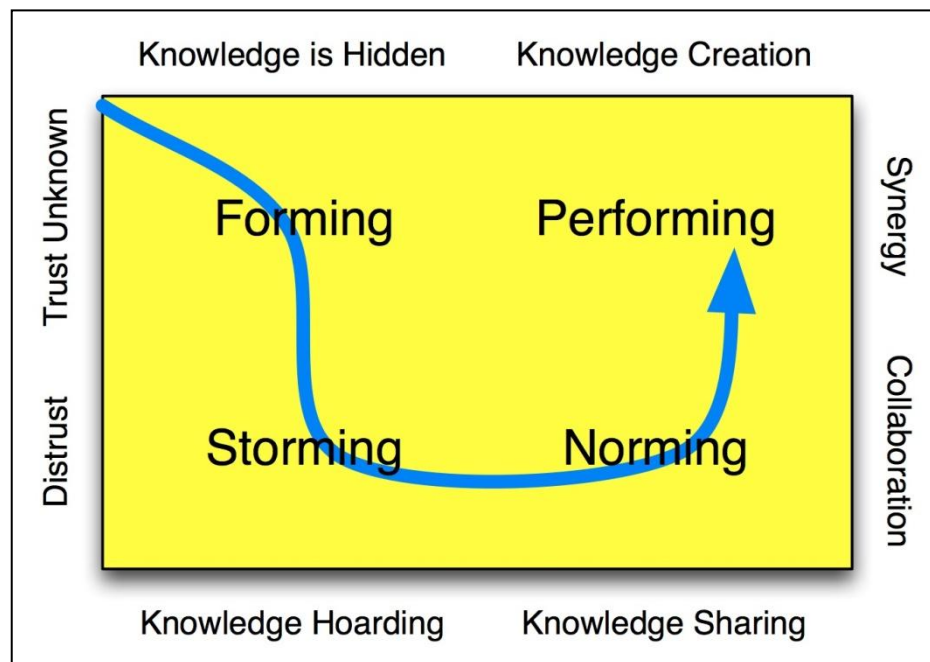 Knowledge is Hidden
Knowledge Creation
Trust Unknown
Forming
Performing
Synergy
Distrust
Storming
Norming
Collaboration
Knowledge Hoarding
Knowledge Sharing